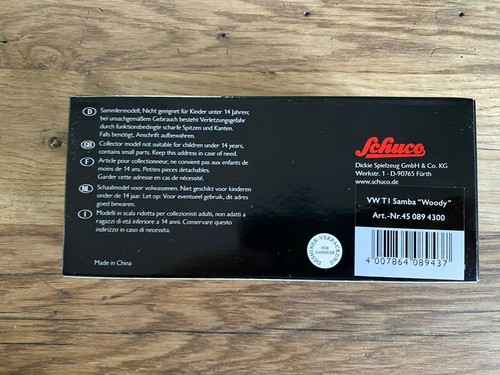 D Sammlermodell; Nicht geeignet für Kinder unter 14 Jahren;
bei unsachgemäßem Gebrauch besteht Verletzungsgefahr
durch funktionsbedingte scharfe Spitzen und Kanten.
Falls benötigt, Anschrift aufbewahren.
GB Collector model not suitable for children under 14 years,
contains small parts. Keep this address in case of need.
F Article pour collectionneur, ne convient pas aux enfants de
moins de 14 ans. Petites pieces detachables.
Garder cette adresse en cas de nécessité.
NL Schaalmodel voor volwassenen. Niet geschikt voor kinderen
onder de 14 jaar. Let op: Voor eventueel gebruik, dit adres
goed bewaren.
I Modelli in scala ridotta per collezionisti adulti, non adatti a
ragazzi di età inferiore a 14 anni. Conservare questo
indirizzo in caso di necessita.
Made in China
Schuco
Dickie Spielzeug GmbH & Co. KG
Werkstr. 1 - D-90765 Fürth
www.schuco.de
VW T1 Samba "Woody"
Art.-Nr. 45 089 4300
4 007864 089437
DESIGNER-VERPACKUNG
FÜR
SAMMLER